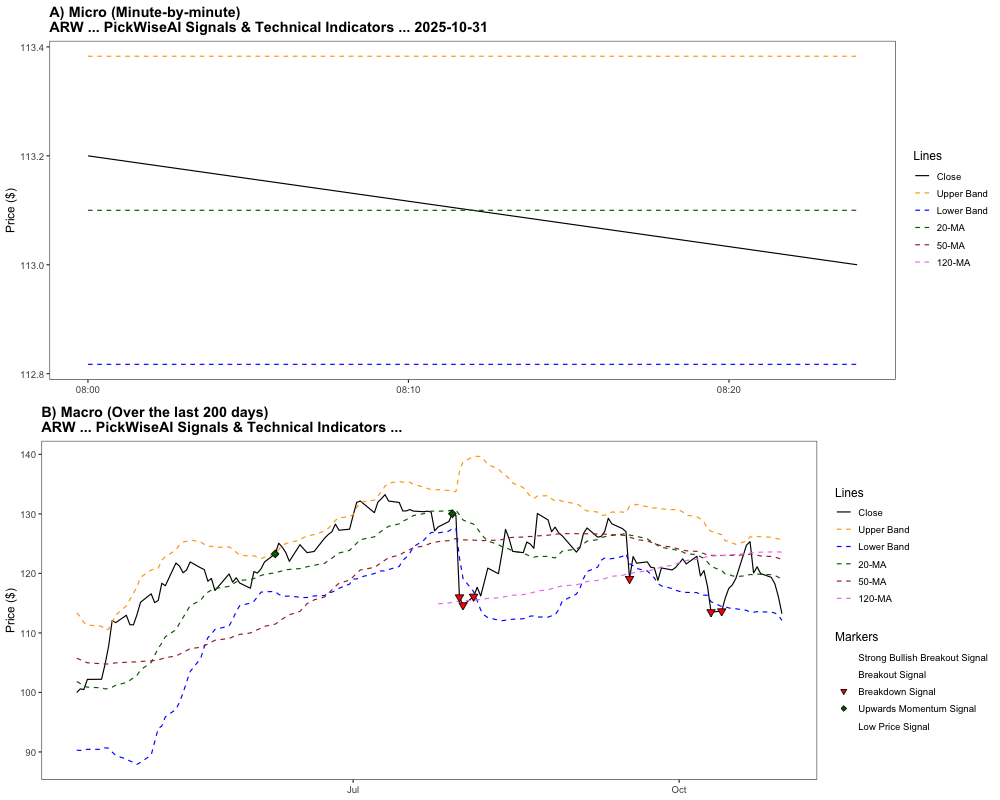 A) Micro (Minute-by-minute)
ARW ... PickWiseAI Signals & Technical Indicators ... 2025-10-31
Price ($)
113.4
113.2
113.0
112.8
08:00
08:10
08:20
Lines
Close
Upper Band
Lower Band
20-MA
50-MA
120-MA
B) Macro (Over the last 200 days)
ARW ... PickWiseAI Signals & Technical Indicators ...
Price ($)
140
130
120
110
100
90
Jul
Oct
Lines
Close
Upper Band
Lower Band
20-MA
50-MA
120-MA
Markers
Strong Bullish Breakout Signal
Breakout Signal
Breakdown Signal
Upwards Momentum Signal
Low Price Signal